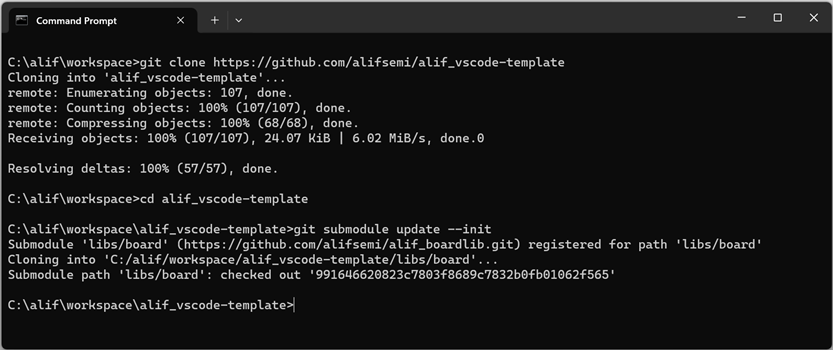 Command Prompt
C:\alif\workspace>git clone https://github.com/alifsemi/alif_vscode-template
Cloning into 'alif_vscode-template'...
remote: Enumerating objects: 107, done.
remote: Counting objects: 100% (107/107), done.
remote: Compressing objects: 100% (68/68), done.
Receiving objects: 100% (107/107), 24.07 KiB | 6.02 MiB/s, done.0
Resolving deltas: 100% (57/57), done.
C:\alif\workspace>cd alif_vscode-template
C:\alif\workspace\alif_vscode-template>git submodule update --init
Submodule 'libs/board' (https://github.com/alifsemi/alif_boardlib.git) registered for path 'libs/board'
Cloning into 'C:/alif/workspace/alif_vscode-template/libs/board'...
Submodule path 'libs/board': checked out '991646620823c7803f8689c7832b0fb01062f565'
C:\alif\workspace\alif_vscode-template>